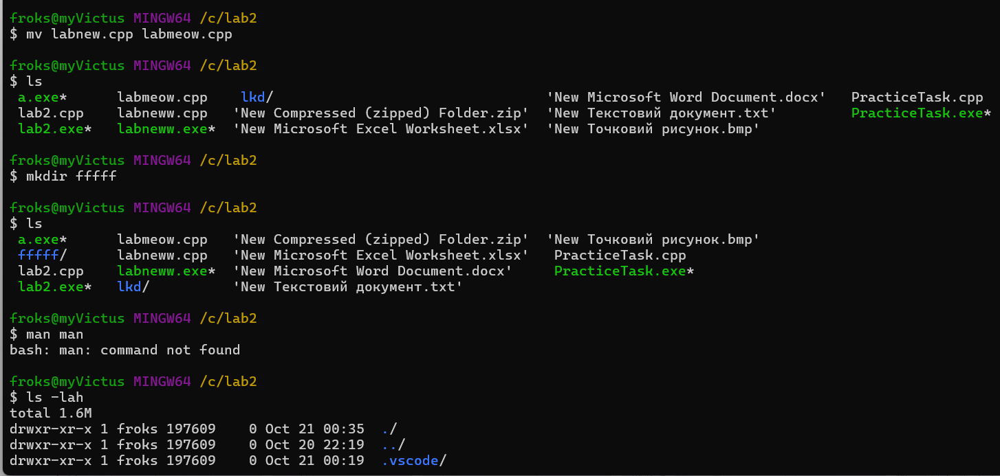 froks@myVictus MINGW64 /c/lab2
$ mv labnew.cpp labmeow.cpp
froks@myVictus MINGW64 /c/lab2
$ ls
a.exe* labmeow.cpp lkd/ 'New Microsoft Word Document.docx' PracticeTask.cpp
lab2.cpp labneww.cpp 'New Compressed (zipped) Folder.zip' 'New Текстовий документ.txt' PracticeTask.exe*
lab2.exe* labneww.exe* 'New Microsoft Excel Worksheet.xlsx' 'New Точковий рисунок.bmp'
froks@myVictus MINGW64 /c/lab2
$ mkdir fffff
froks@myVictus MINGW64 /c/lab2
$ ls
a.exe* labmeow.cpp 'New Compressed (zipped) Folder.zip' 'New Точковий рисунок.bmp'
fffff/ labneww.cpp 'New Microsoft Excel Worksheet.xlsx' PracticeTask.cpp
lab2.cpp labneww.exe* 'New Microsoft Word Document.docx' PracticeTask.exe*
lab2.exe* lkd/ 'New Текстовий документ.txt'
froks@myVictus MINGW64 /c/lab2
$ man man
bash: man: command not found
froks@myVictus MINGW64 /c/lab2
$ ls -lah
total 1.6M
drwxr-xr-x 1 froks 197609 0 Oct 21 00:35 ./
drwxr-xr-x 1 froks 197609 0 Oct 20 22:19 ../
drwxr-xr-x 1 froks 197609 0 Oct 21 00:19 .vscode/